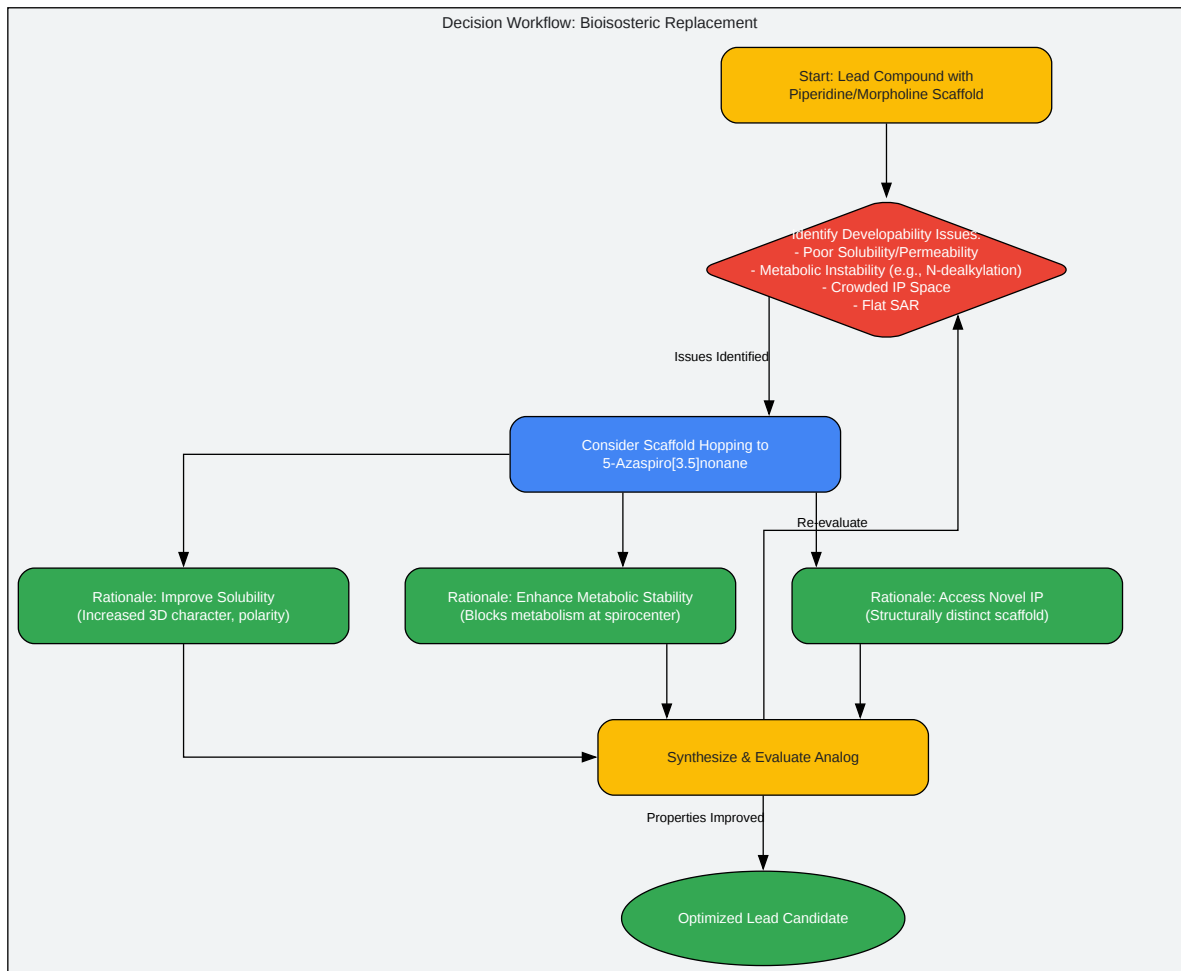 Decision Workflow: Bioisosteric Replacement
Start: Lead Compound with
Piperidine/Morpholine Scaffold
Identify Developability Issues:
- Poor Solubility/Permeability
- Metabolic Instability (e.g., N-dealkylation)
- Crowded IP Space
- Flat SAR
Issues Identified
Consider Scaffold Hopping to
5-Azaspiro[3.5]nonane
Re-evaluate
Rationale: Improve Solubility
(Increased 3D character, polarity)
Rationale: Enhance Metabolic Stability
(Blocks metabolism at spirocenter)
Rationale: Access Novel IP
(Structurally distinct scaffold)
Synthesize & Evaluate Analog
Properties Improved
Optimized Lead Candidate